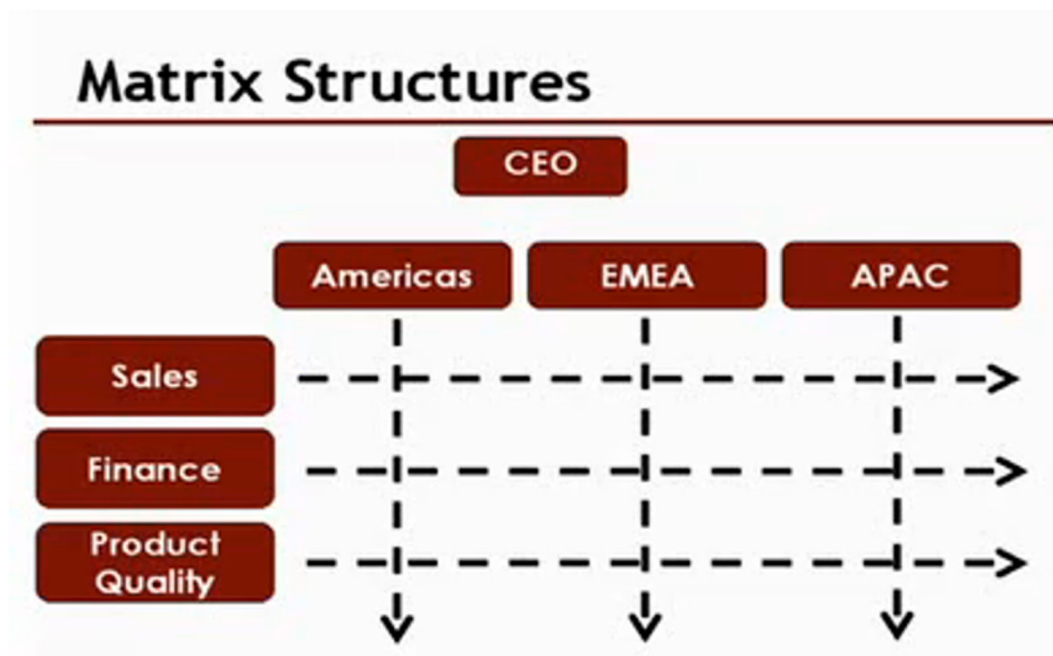 Matrix Structures
CEO
Americas EMEA APAC
Sales
Finance
Product
Quality